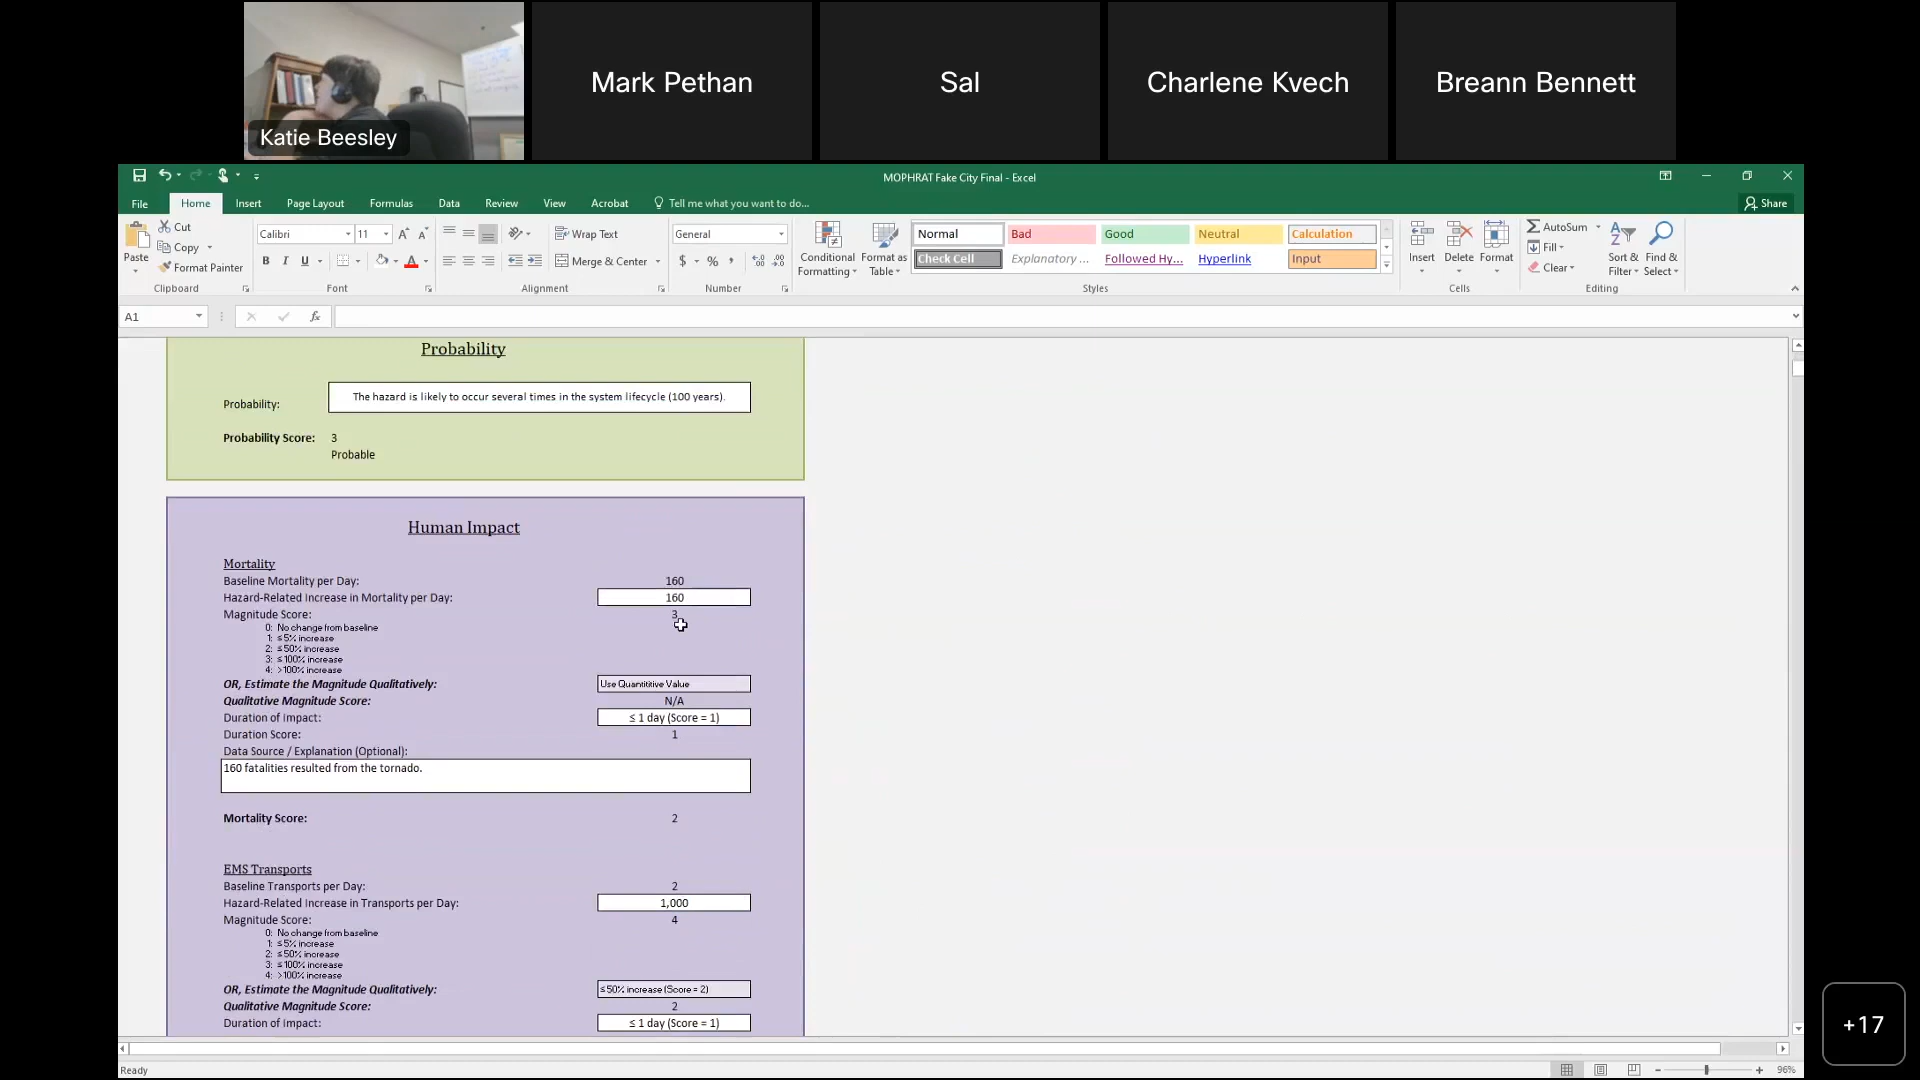 Katie Beesley
Mark Pethan
Sal
Charlene Kvech
Breann Bennett
MOPHRAT Fake City Final - Excel
File Home Insert Page Layout Formulas Data Review View Acrobat Tell me what you want to do... Share
Paste
Cut
Copy
Format Painter
Clipboard
Calibri 11
B I U
Font
Wrap Text
Merge & Center
Alignment
General
$ % ,
Number
Conditional Formatting
Format as Table
Normal Bad Good Neutral Calculation
Check Cell Explanatory ... Followed Hy... Hyperlink Input
Styles
Insert Delete Format
Cells
AutoSum
Fill
Clear
Sort & Filter
Find & Select
Editing
A1
fx
Probability
Probability: The hazard is likely to occur several times in the system lifecycle (100 years).
Probability Score: 3
Probable
Human Impact
Mortality
Baseline Mortality per Day: 160
Hazard-Related Increase in Mortality per Day: 160
Magnitude Score: 3
0: No change from baseline
1: ≤ 5% increase
2: ≤ 50% increase
3: ≤ 100% increase
4: >100% increase
OR, Estimate the Magnitude Qualitatively: Use Quantititive Value
Qualitative Magnitude Score: N/A
Duration of Impact: ≤ 1 day (Score = 1)
Duration Score: 1
Data Source / Explanation (Optional):
160 fatalities resulted from the tornado.
Mortality Score: 2
EMS Transports
Baseline Transports per Day: 2
Hazard-Related Increase in Transports per Day: 1,000
Magnitude Score: 4
0: No change from baseline
1: ≤ 5% increase
2: ≤ 50% increase
3: ≤ 100% increase
4: >100% increase
OR, Estimate the Magnitude Qualitatively: ≤ 50% increase (Score = 2)
Qualitative Magnitude Score: 2
Duration of Impact: ≤ 1 day (Score = 1)
+17
Ready
96%